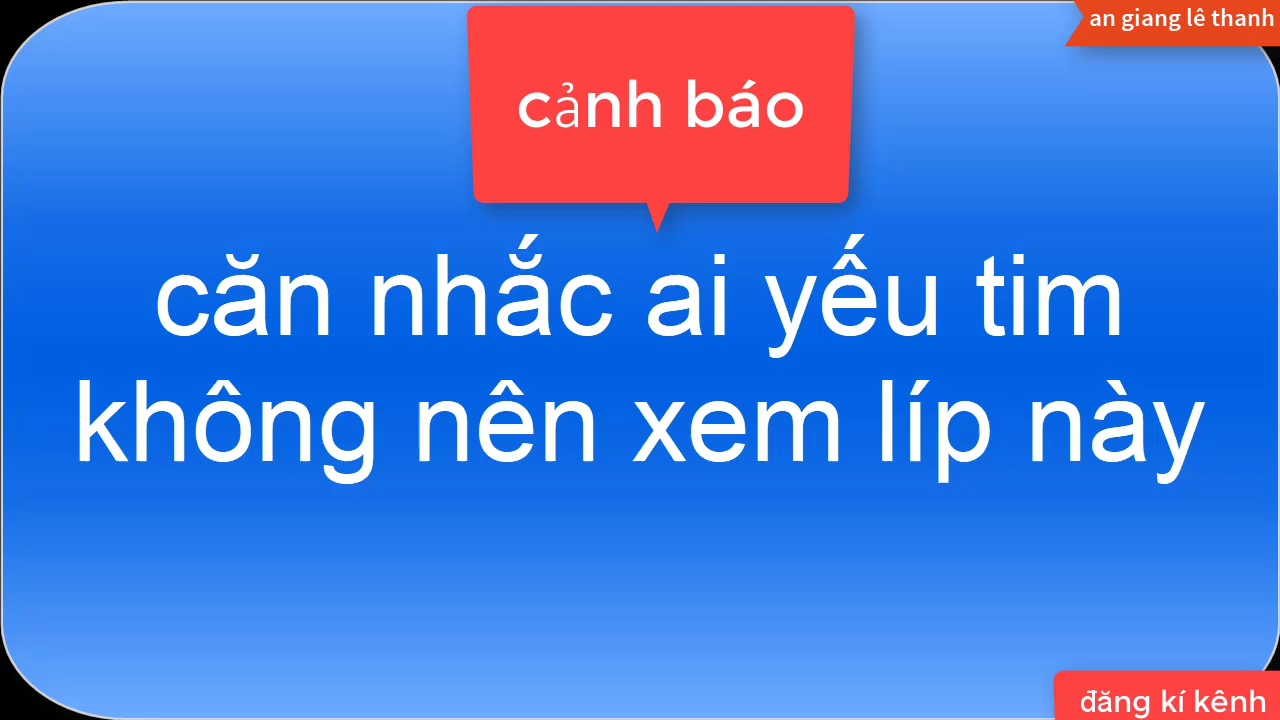 an giang lê thanh
cảnh báo
căn nhắc ai yếu tim
không nên xem líp này
đăng kí kênh